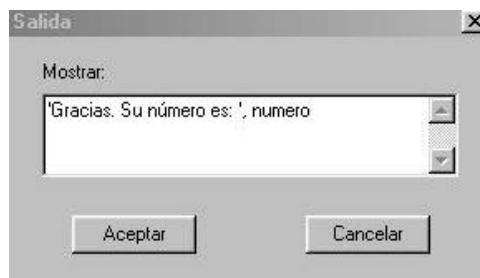 Salida
Mostrar:
'Gracias. Su número es: ', numero
Aceptar
Cancelar